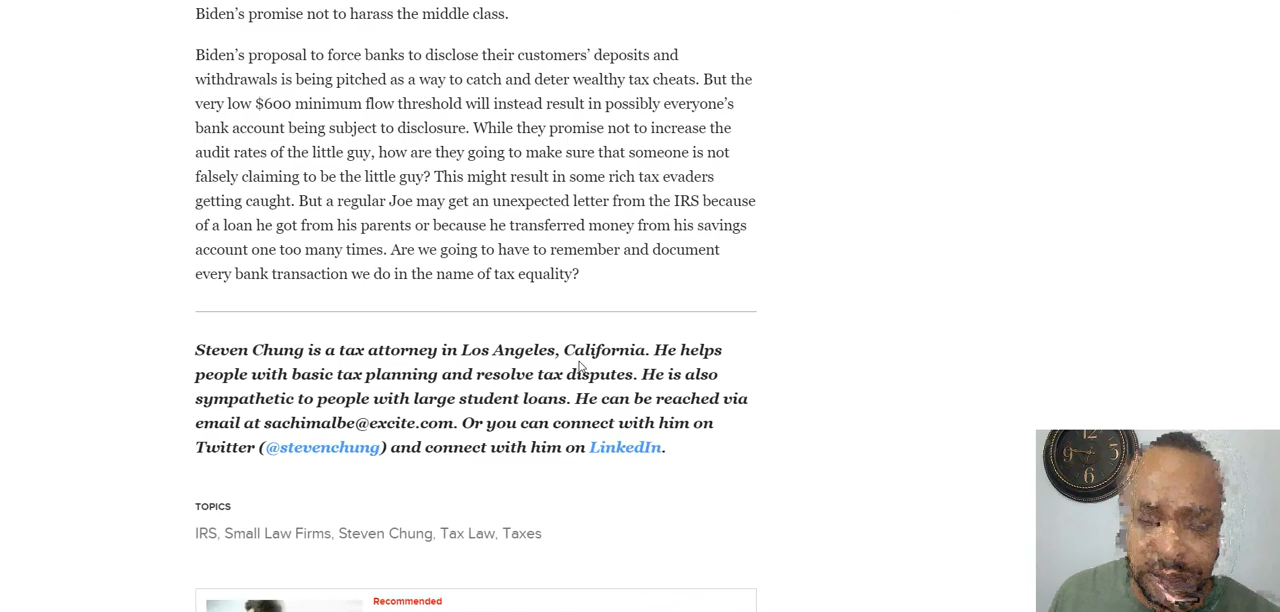 Biden’s promise not to harass the middle class.
Biden’s proposal to force banks to disclose their customers’ deposits and
withdrawals is being pitched as a way to catch and deter wealthy tax cheats. But the
very low $600 minimum flow threshold will instead result in possibly everyone’s
bank account being subject to disclosure. While they promise not to increase the
audit rates of the little guy, how are they going to make sure that someone is not
falsely claiming to be the little guy? This might result in some rich tax evaders
getting caught. But a regular Joe may get an unexpected letter from the IRS because
of a loan he got from his parents or because he transferred money from his savings
account one too many times. Are we going to have to remember and document
every bank transaction we do in the name of tax equality?
Steven Chung is a tax attorney in Los Angeles, California. He helps
people with basic tax planning and resolve tax disputes. He is also
sympathetic to people with large student loans. He can be reached via
email at sachimalbe@excite.com. Or you can connect with him on
Twitter (@stevenchung) and connect with him on LinkedIn.
TOPICS
IRS, Small Law Firms, Steven Chung, Tax Law, Taxes
Recommended
12
9
6